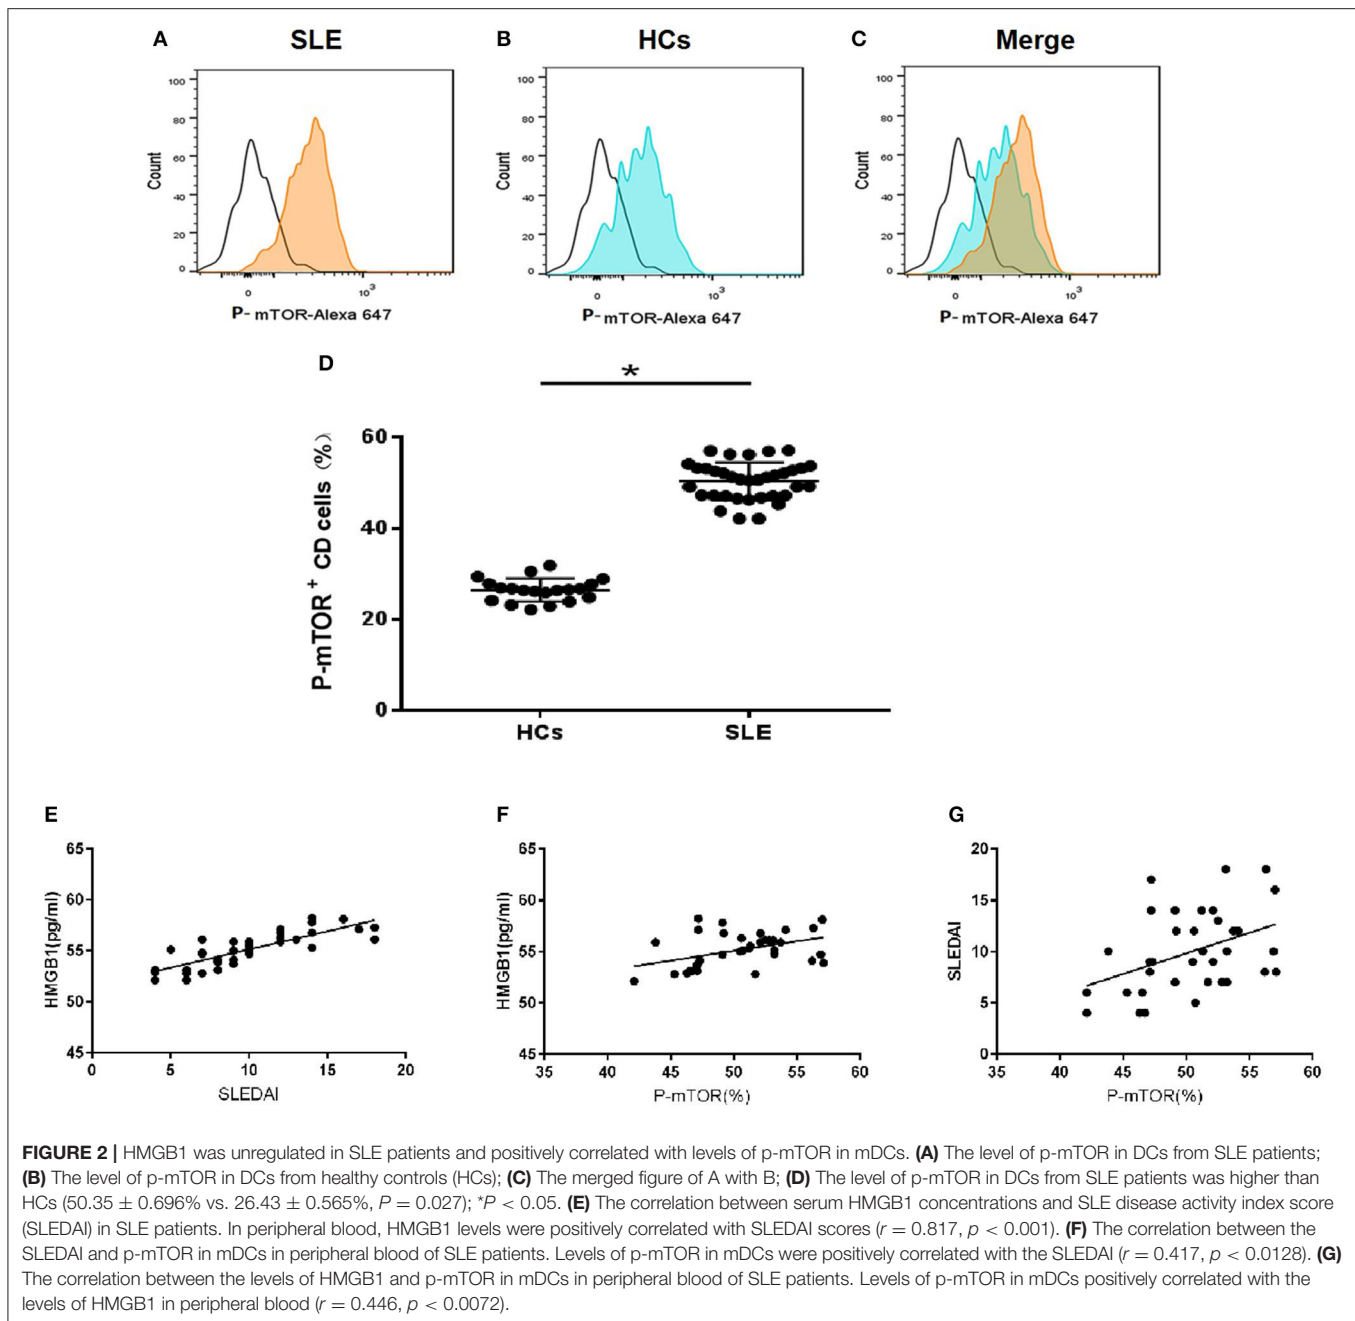 A SLE B HCs C Merge
100 100 100
80 80 80
60 60 60
40 40 40
20 20 20
0 0 0
Count Count Count
0 10³ 0 10³ 0 10³
P- mTOR-Alexa 647 P- mTOR-Alexa 647 P- mTOR-Alexa 647
D
*
P-mTOR⁺ CD cells (%)
60
40
20
0
HCs SLE
E
HMGB1(pg/ml)
65
60
55
50
45
0 5 10 15 20
SLEDAI
F
HMGB1(pg/ml)
65
60
55
50
45
35 40 45 50 55 60
P-mTOR(%)
G
SLEDAI
20
15
10
5
0
35 40 45 50 55 60
P-mTOR(%)
FIGURE 2 | HMGB1 was unregulated in SLE patients and positively correlated with levels of p-mTOR in mDCs. (A) The level of p-mTOR in DCs from SLE patients;
(B) The level of p-mTOR in DCs from healthy controls (HCs); (C) The merged figure of A with B; (D) The level of p-mTOR in DCs from SLE patients was higher than
HCs (50.35 ± 0.696% vs. 26.43 ± 0.565%, P = 0.027); *P < 0.05. (E) The correlation between serum HMGB1 concentrations and SLE disease activity index score
(SLEDAI) in SLE patients. In peripheral blood, HMGB1 levels were positively correlated with SLEDAI scores (r = 0.817, p < 0.001). (F) The correlation between the
SLEDAI and p-mTOR in mDCs in peripheral blood of SLE patients. Levels of p-mTOR in mDCs were positively correlated with the SLEDAI (r = 0.417, p < 0.0128). (G)
The correlation between the levels of HMGB1 and p-mTOR in mDCs in peripheral blood of SLE patients. Levels of p-mTOR in mDCs positively correlated with the
levels of HMGB1 in peripheral blood (r = 0.446, p < 0.0072).